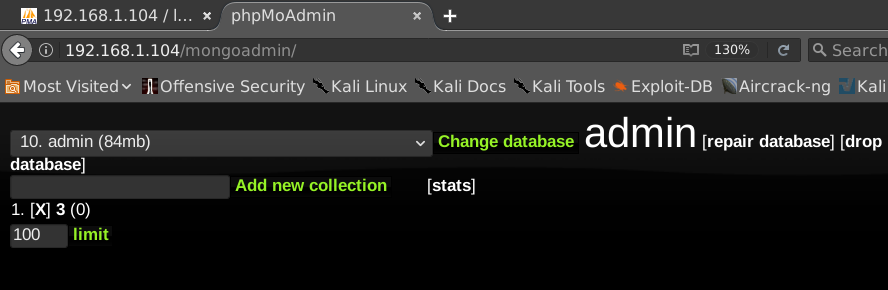 192.168.1.104 / l... × phpMoAdmin × +
192.168.1.104/mongoadmin/ 130% Search
Most Visited Offensive Security Kali Linux Kali Docs Kali Tools Exploit-DB Aircrack-ng Kali
10. admin (84mb) Change database admin [repair database] [drop
database]
Add new collection [stats]
1. [X] 3 (0)
100 limit